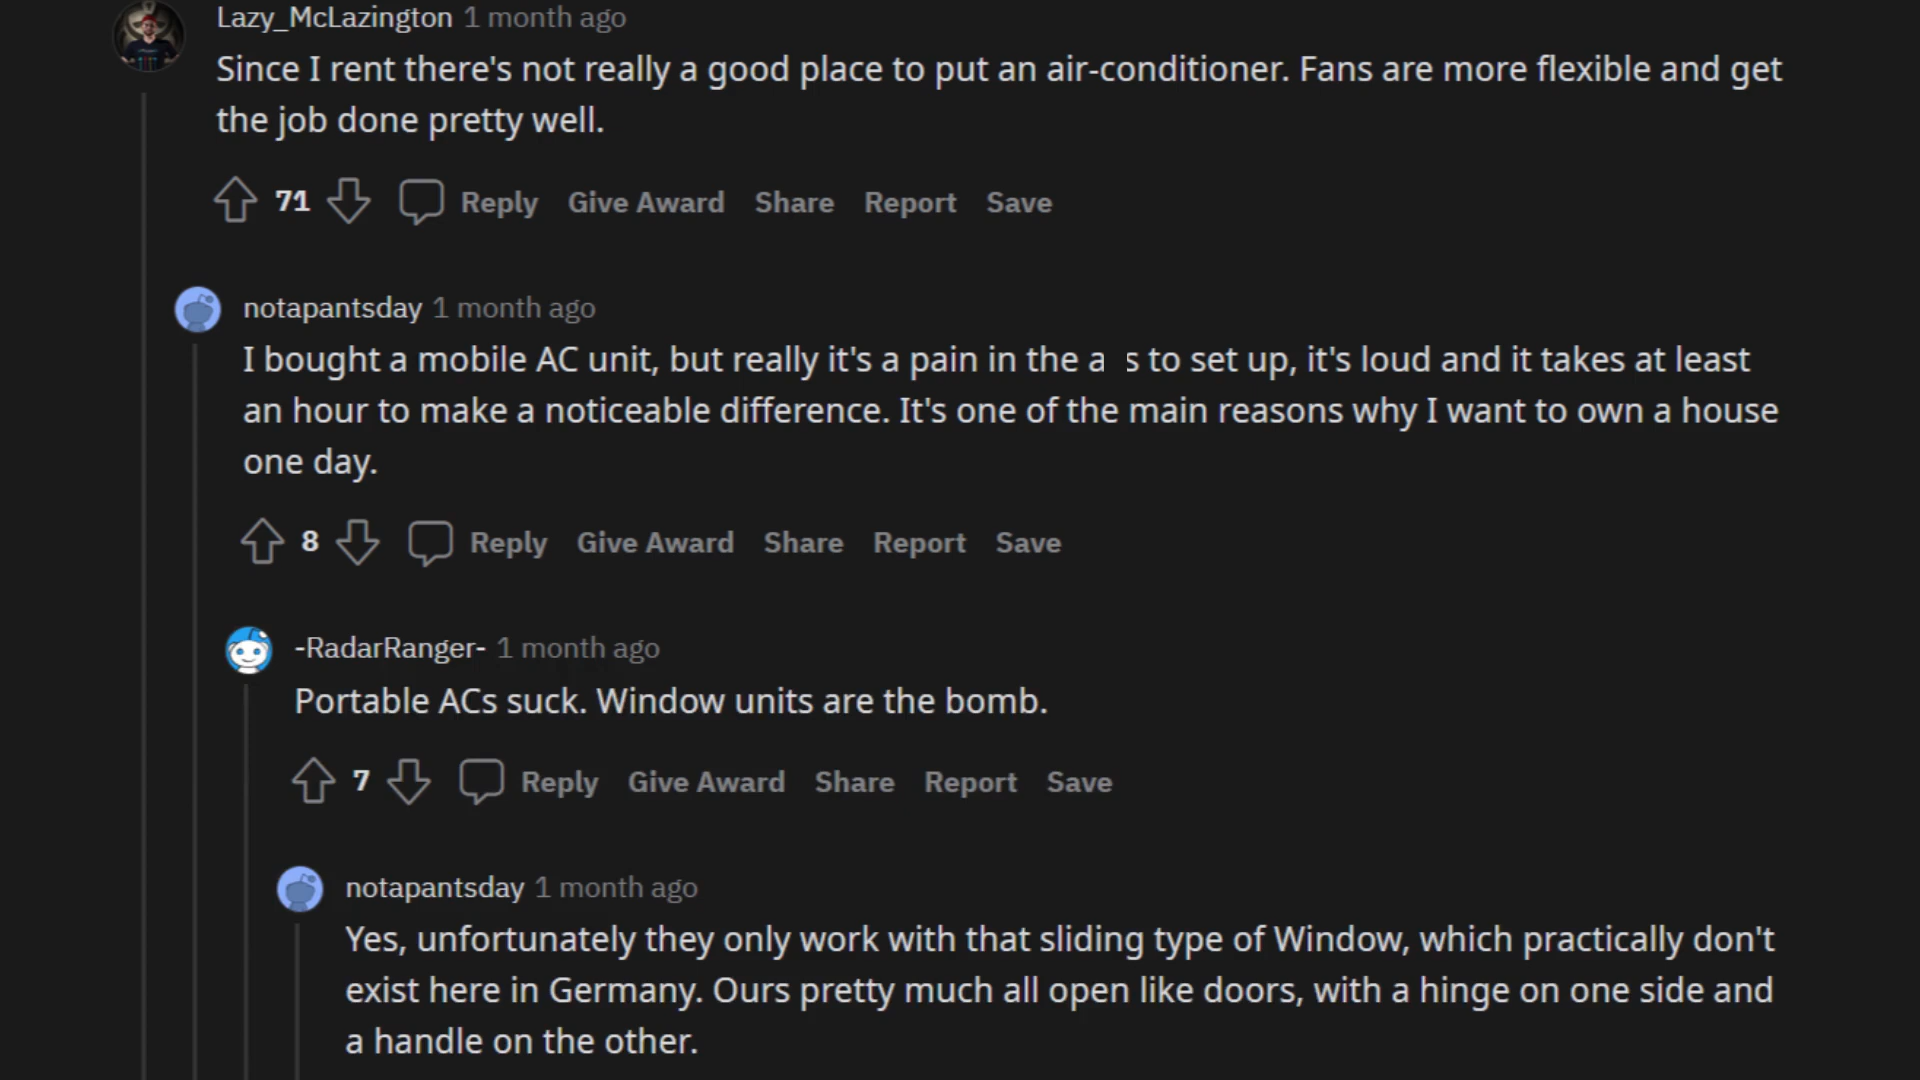 Lazy_McLazington 1 month ago
Since I rent there's not really a good place to put an air-conditioner. Fans are more flexible and get
the job done pretty well.
71 Reply Give Award Share Report Save
notapantsday 1 month ago
I bought a mobile AC unit, but really it's a pain in the a s to set up, it's loud and it takes at least
an hour to make a noticeable difference. It's one of the main reasons why I want to own a house
one day.
8 Reply Give Award Share Report Save
-RadarRanger- 1 month ago
Portable ACs suck. Window units are the bomb.
7 Reply Give Award Share Report Save
notapantsday 1 month ago
Yes, unfortunately they only work with that sliding type of Window, which practically don't
exist here in Germany. Ours pretty much all open like doors, with a hinge on one side and
a handle on the other.